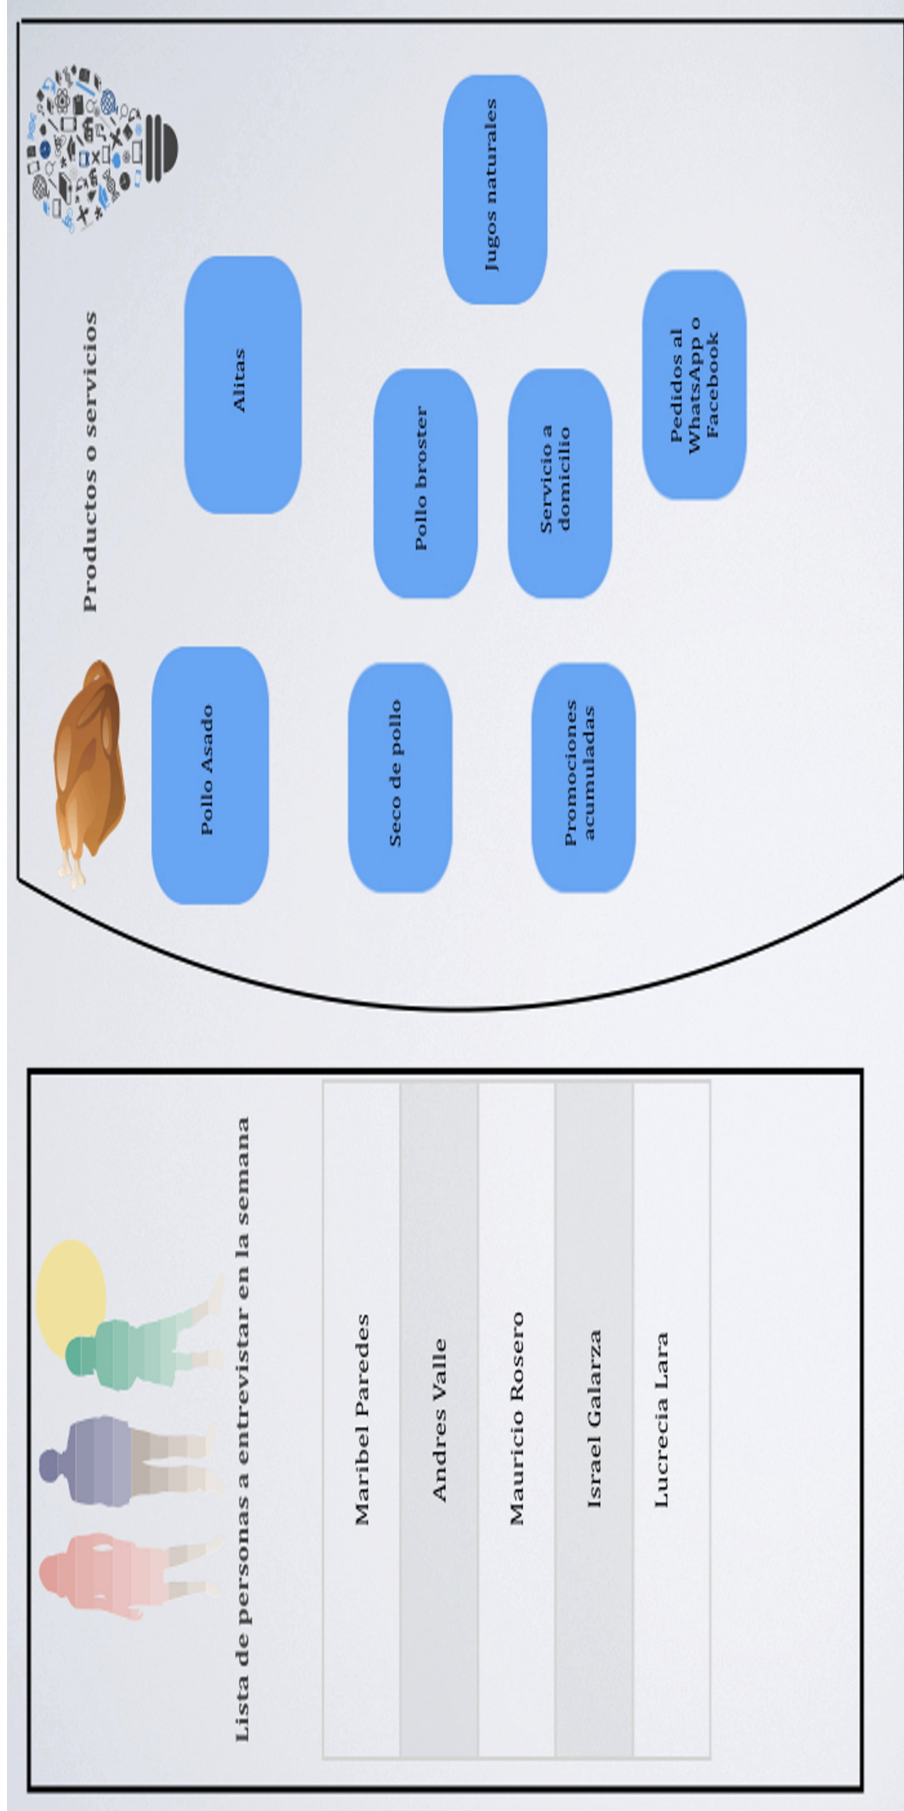 Lista de personas a entrevistar en la semana
Maribel Paredes
Andres Valle
Mauricio Rosero
Israel Galarza
Lucrecia Lara
Productos o servicios
Pollo Asado
Alitas
Seco de pollo
Pollo broster
Jugos naturales
Promociones
acumuladas
Servicio a
domicilio
Pedidos al
WhatsApp o
Facebook